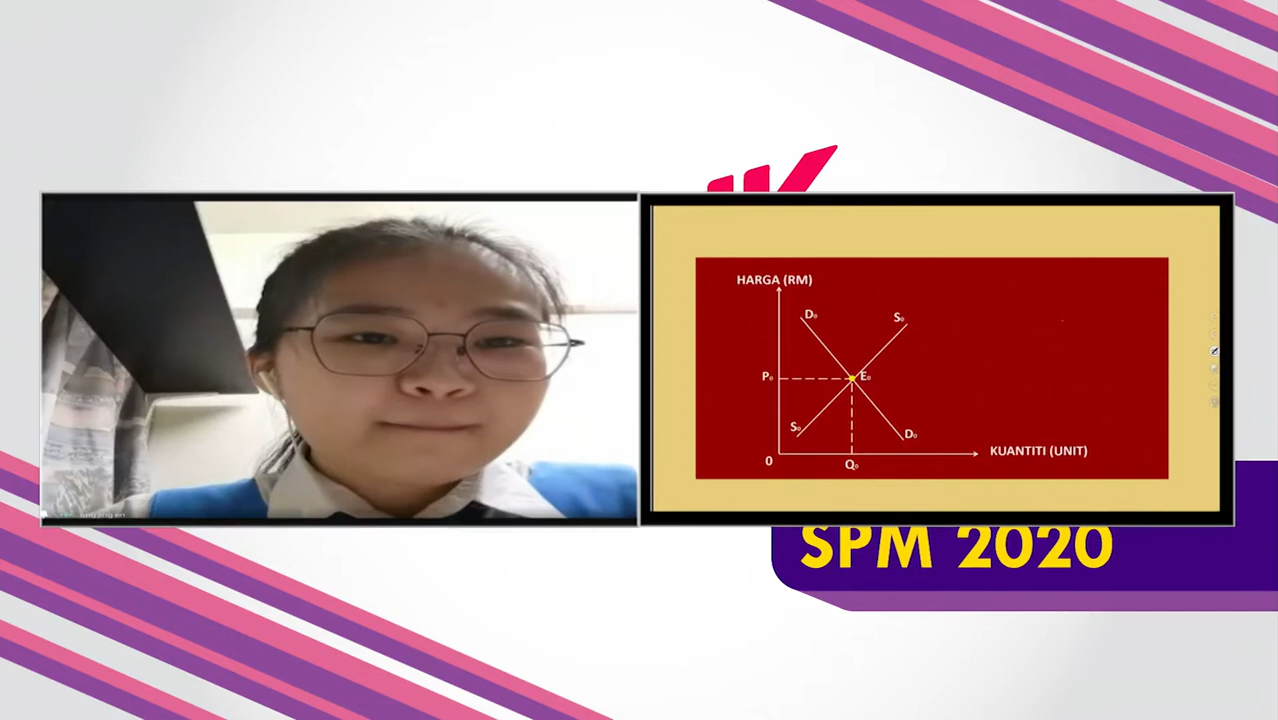 HARGA (RM)
D₀
S₀
P₀
E₀
S₀
D₀
0
Q₀
KUANTITI (UNIT)
SPM 2020